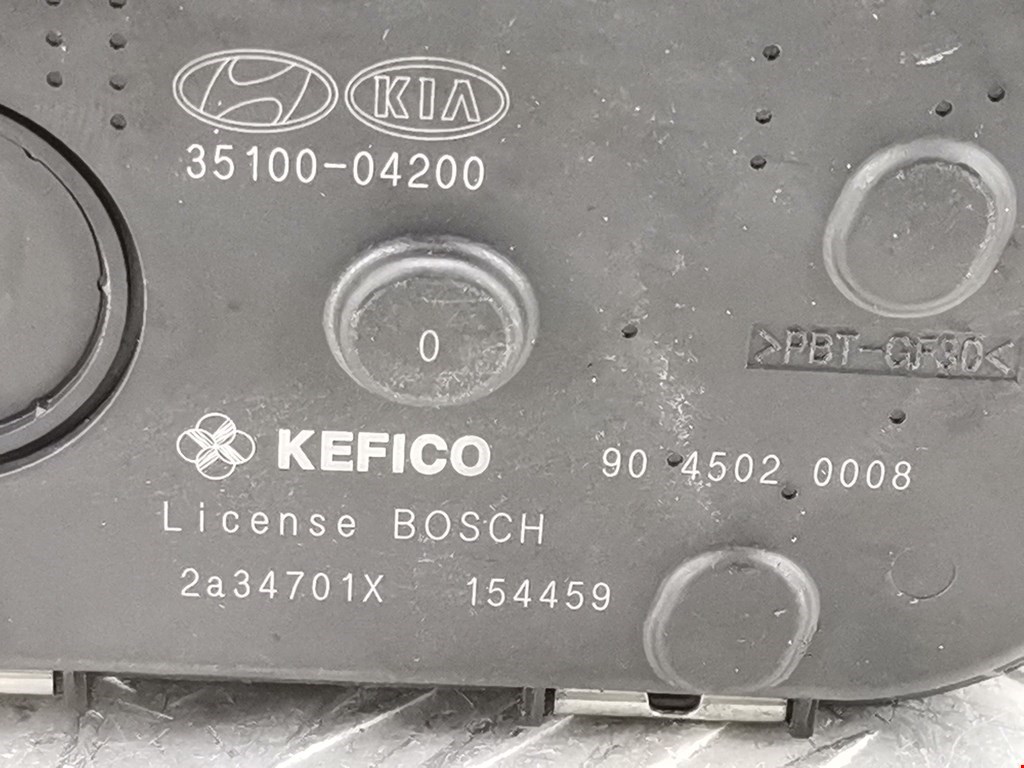 KIA
35100-04200
0
>PBT-GF30<
KEFICO
90 4502 0008
License BOSCH
2a34701X 154459